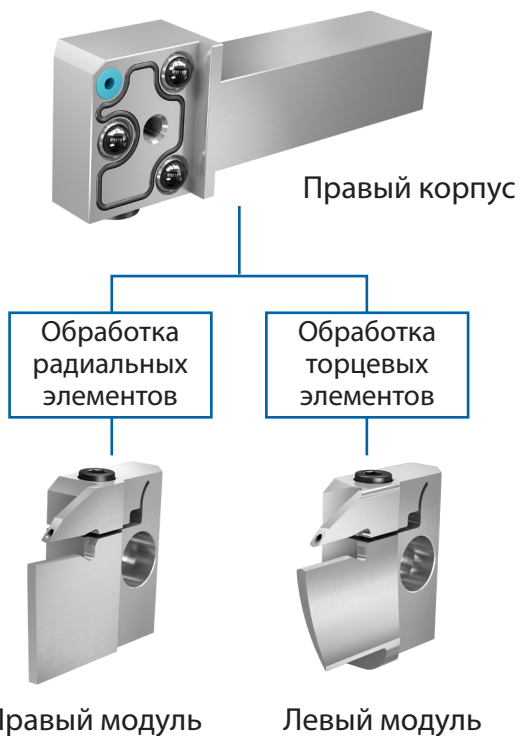 Правый корпус
Обработка
радиальных
элементов
Обработка
торцевых
элементов
Правый модуль
Левый модуль